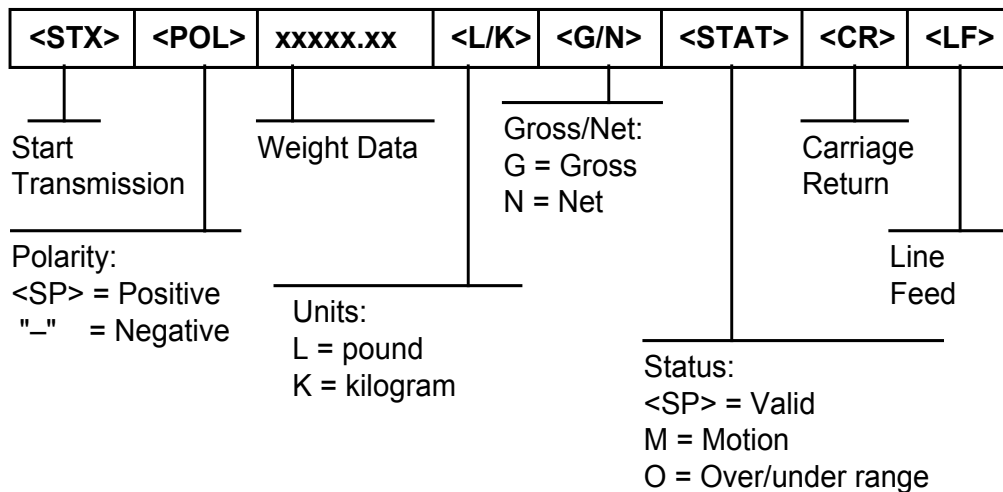 <STX> <POL> xxxxx.xx <L/K> <G/N> <STAT> <CR> <LF>
Start
Transmission
Weight Data
Gross/Net:
G = Gross
N = Net
Carriage
Return
Polarity:
<SP> = Positive
"–" = Negative
Units:
L = pound
K = kilogram
Line
Feed
Status:
<SP> = Valid
M = Motion
O = Over/under range